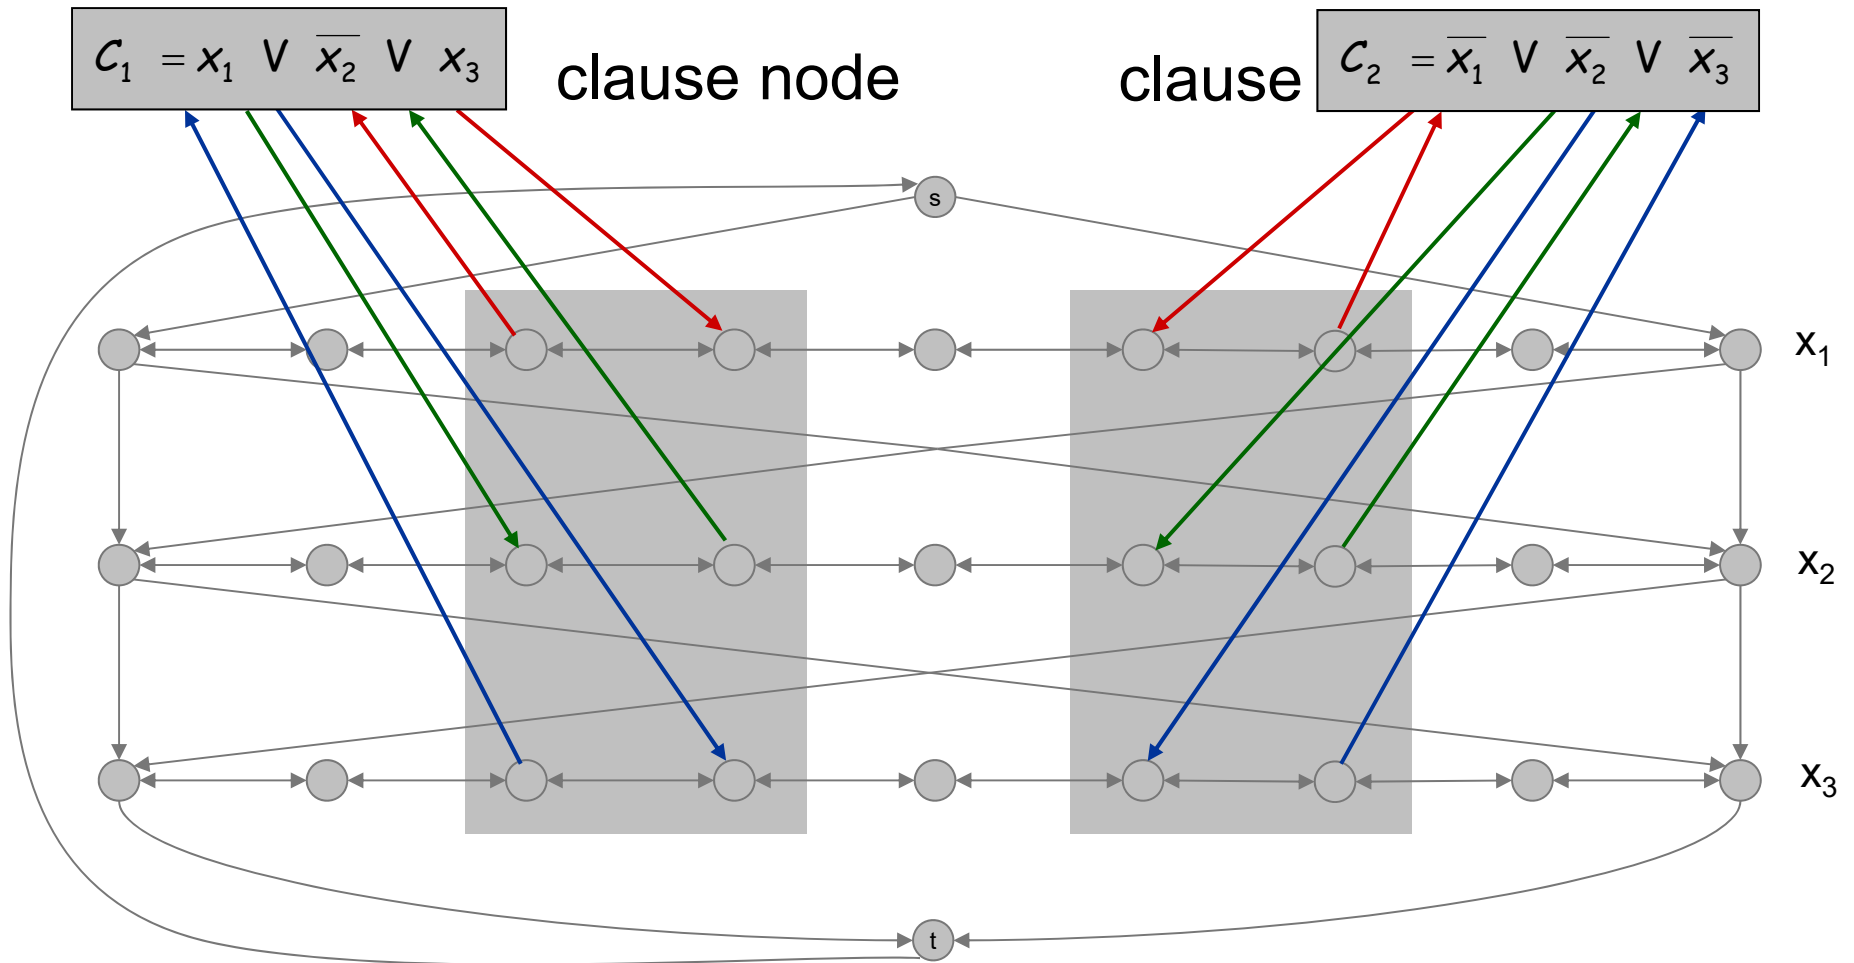 C₁ = x₁ V x̅₂ V x₃
clause node
clause
C₂ = x̅₁ V x̅₂ V x̅₃
s
x₁
x₂
x₃
t